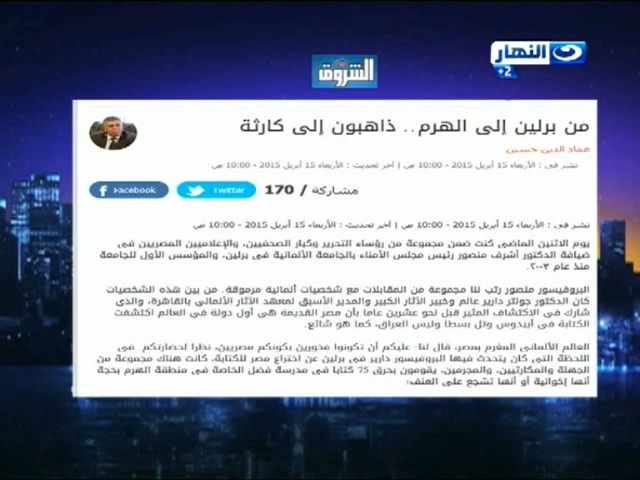 الشروق
النهار
+2
من برلين إلى الهرم.. ذاهبون إلى كارثة
عماد الدين حسين
نشر فى : الأربعاء 15 أبريل 2015 - 10:00 ص | آخر تحديث : الأربعاء 15 أبريل 2015 - 10:00 ص
Facebook Twitter مشاركة / 170
نشر فى : الأربعاء 15 أبريل 2015 - 10:00 ص | آخر تحديث : الأربعاء 15 أبريل 2015 - 10:00 ص
يوم الاثنين الماضى كنت ضمن مجموعة من رؤساء التحرير وكبار الصحفيين، والإعلاميين المصريين فى
ضيافة الدكتور أشرف منصور رئيس مجلس الأمناء بالجامعة الألمانية فى برلين، والمؤسس الأول للجامعة
منذ عام ٢٠٠٣.
البروفيسور منصور رتب لنا مجموعة من المقابلات مع شخصيات ألمانية مرموقة. من بين هذه الشخصيات
كان الدكتور جونتر دارير عالم وخبير الآثار الكبير والمدير الأسبق لمعهد الآثار الألمانى بالقاهرة، والذى
شارك فى الاكتشاف المثير قبل نحو عشرين عاما بأن مصر القديمة هى أول دولة فى العالم اكتشفت
الكتابة فى أبيدوس وتل بسطا وليس العراق، كما هو شائع.
العالم الألمانى المغرم بمصر، قال لنا: عليكم أن تكونوا فخورين بكونكم مصريين، نظرا لحضارتكم. فى
اللحظة التى كان يتحدث فيها البروفيسور دارير فى برلين عن اختراع مصر للكتابة، كانت هناك مجموعة من
الجهلة والمكارثيين، والمجرمين، يقومون بحرق 75 كتابا فى مدرسة فضل الخاصة فى منطقة الهرم بحجة
أنها إخوانية أو أنها تشجع على العنف: